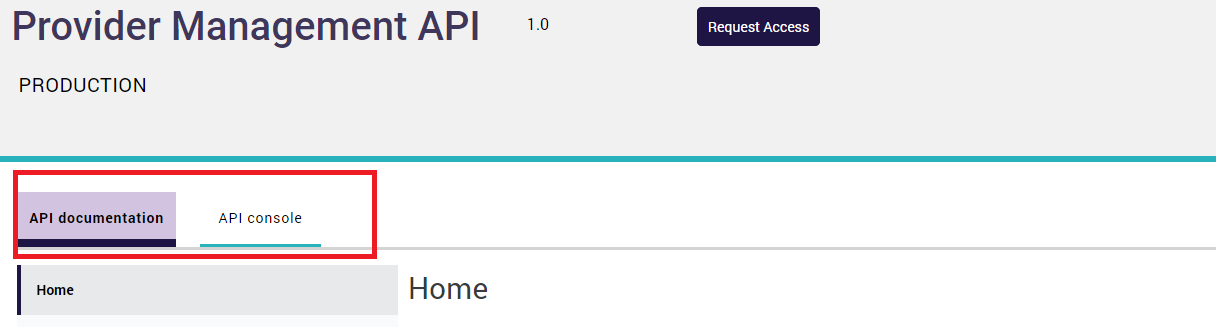 Provider Management API 1.0 Request Access
PRODUCTION
API documentation API console
Home Home